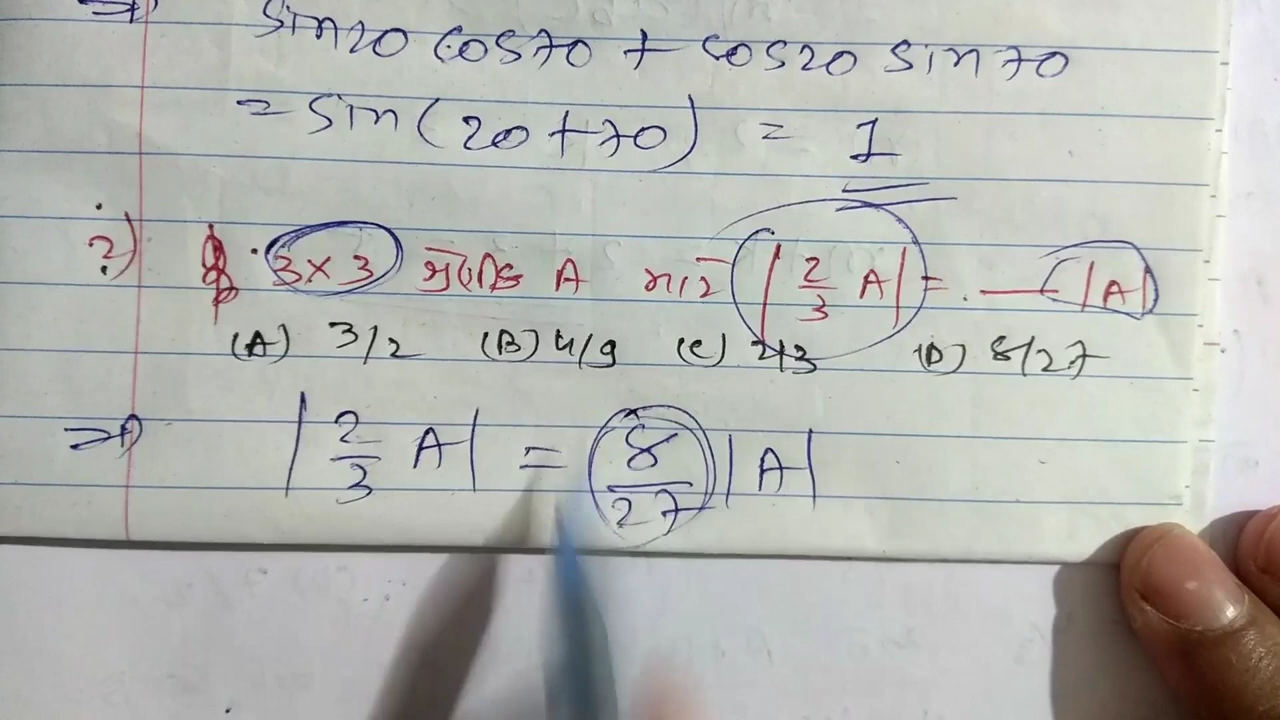 ⇒ sin20 cos70 + cos20 sin70
= sin(20+70) = 1
2) 3×3 A માટે |2/3 A| = . — |A|
(A) 3/2 (B) 4/9 (C) 2/3 (D) 8/27
⇒ |2/3 A| = 8/27 |A|